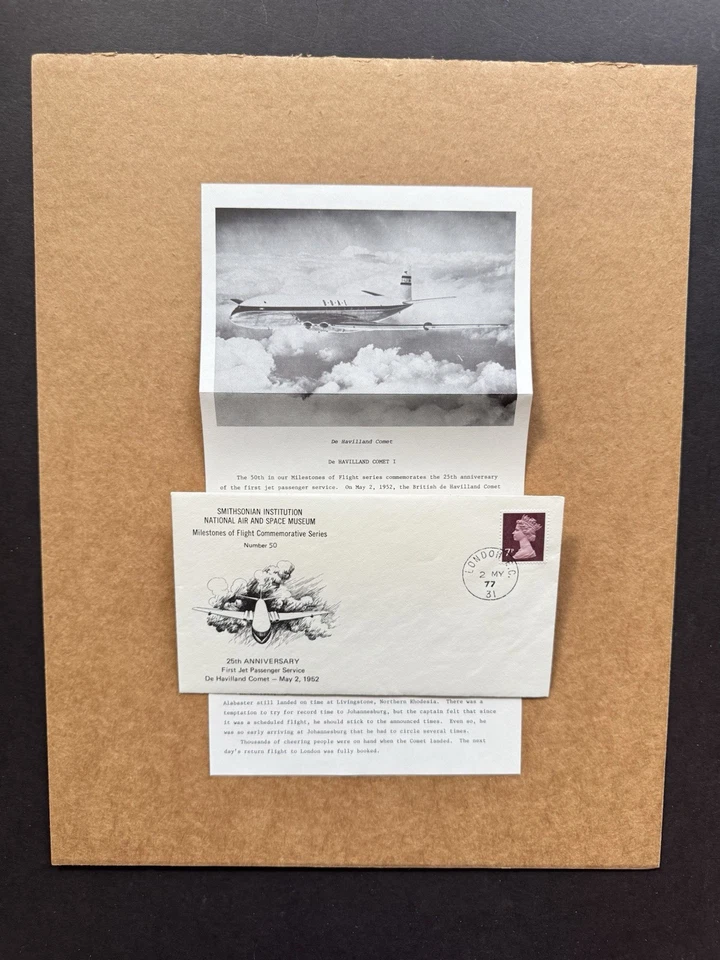 B·O·A·C
De Havilland Comet
De HAVILLAND COMET I
The 50th in our Milestones of Flight series commemorates the 25th anniversary
of the first jet passenger service. On May 2, 1952, the British de Havilland Comet
SMITHSONIAN INSTITUTION
NATIONAL AIR AND SPACE MUSEUM
Milestones of Flight Commemorative Series
Number 50
7P
LONDON E.C.
2 MY
77
31
25th ANNIVERSARY
First Jet Passenger Service
De Havilland Comet — May 2, 1952
Alabaster still landed on time at Livingstone, Northern Rhodesia. There was a
temptation to try for record time to Johannesburg, but the captain felt that since
it was a scheduled flight, he should stick to the announced times. Even so, he
was so early arriving at Johannesburg that he had to circle several times.
Thousands of cheering people were on hand when the Comet landed. The next
day's return flight to London was fully booked.